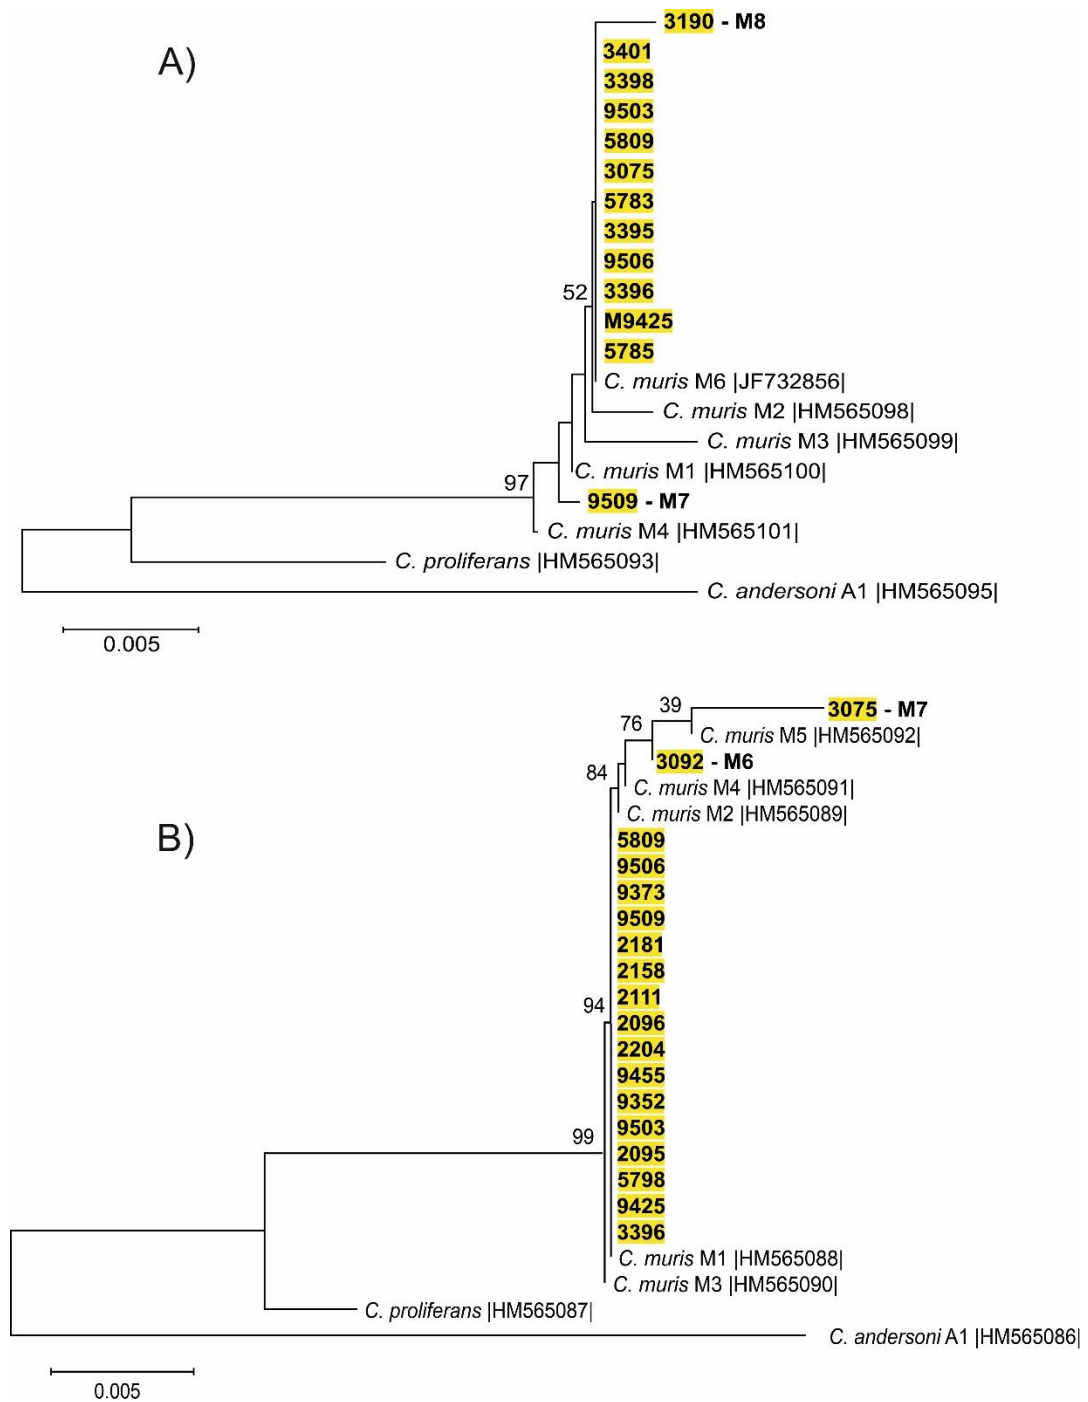 A)
3190 - M8
3401
3398
9503
5809
3075
5783
3395
9506
3396
M9425
5785
52
C. muris M6 |JF732856|
C. muris M2 |HM565098|
C. muris M3 |HM565099|
C. muris M1 |HM565100|
97
9509 - M7
C. muris M4 |HM565101|
C. proliferans |HM565093|
C. andersoni A1 |HM565095|
0.005
B)
39
3075 - M7
76
C. muris M5 |HM565092|
3092 - M6
84
C. muris M4 |HM565091|
C. muris M2 |HM565089|
5809
9506
9373
9509
2181
2158
2111
94
2096
2204
9455
9352
9503
99
2095
5798
9425
3396
C. muris M1 |HM565088|
C. muris M3 |HM565090|
C. proliferans |HM565087|
C. andersoni A1 |HM565086|
0.005